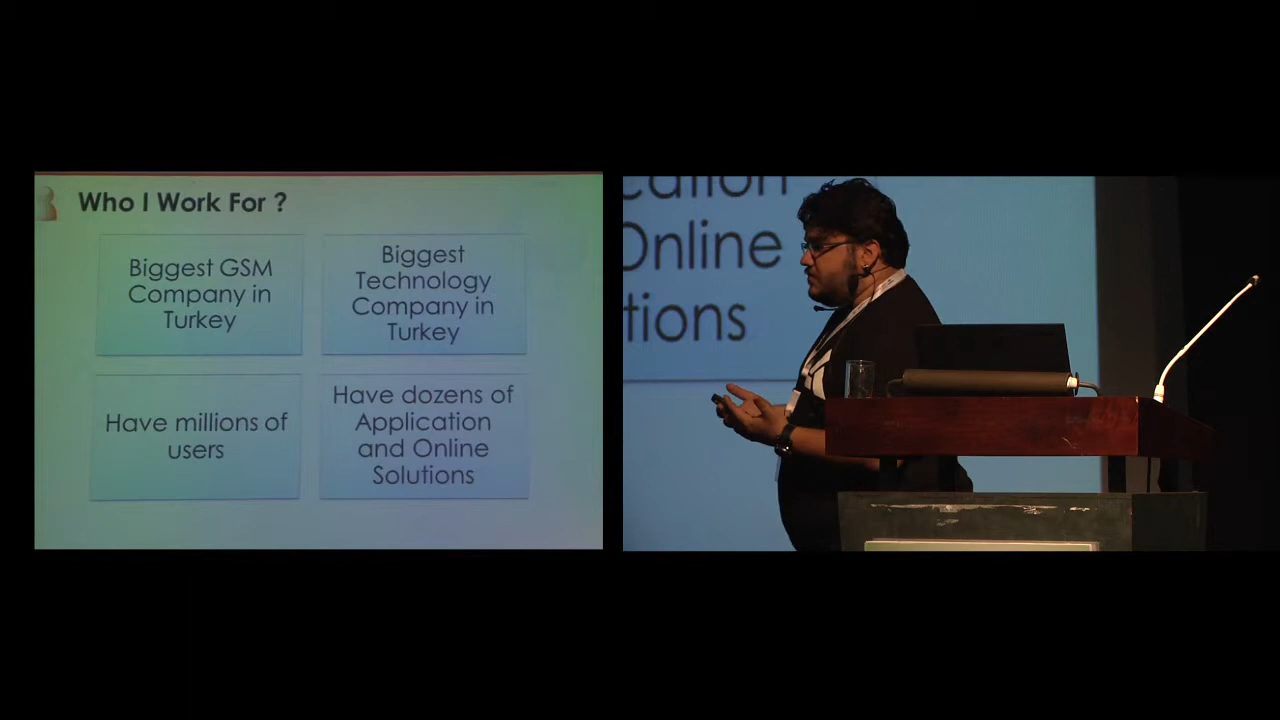 Who I Work For ?
Biggest GSM
Company in
Turkey
Biggest
Technology
Company in
Turkey
Have millions of
users
Have dozens of
Application
and Online
Solutions
cation
Online
tions